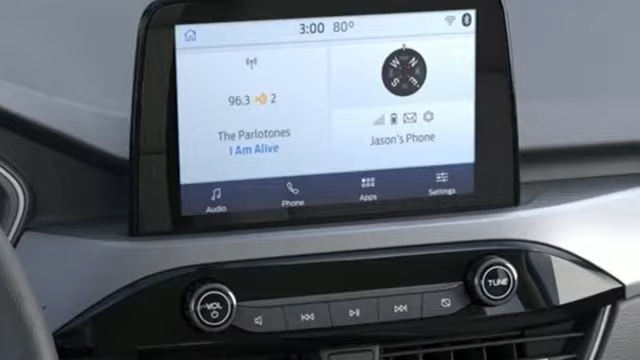 3:00 80°
N
W
E
S
96.3 2
The Parlotones
I Am Alive
Jason's Phone
Audio
Phone
Apps
Settings
VOL
TUNE